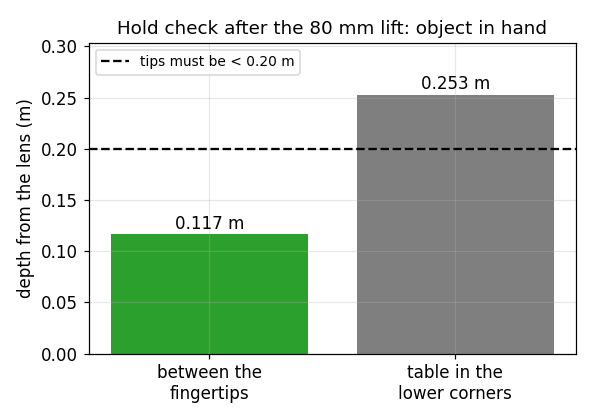 Hold check after the 80 mm lift: object in hand
tips must be < 0.20 m
depth from the lens (m)
0.30
0.25
0.20
0.15
0.10
0.05
0.00
0.117 m
0.253 m
between the
fingertips
table in the
lower corners